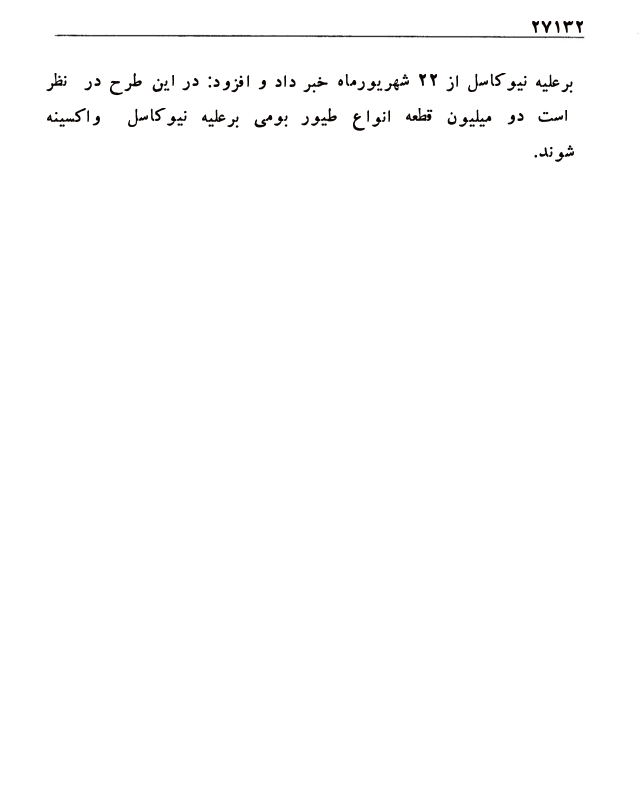 ۲۷۱۳۲
برعلیه نیوکاسل از ۲۲ شهریورماه خبر داد و افزود: در این طرح در نظر
است دو میلیون قطعه انواع طیور بومی برعلیه نیوکاسل واکسینه
شوند.